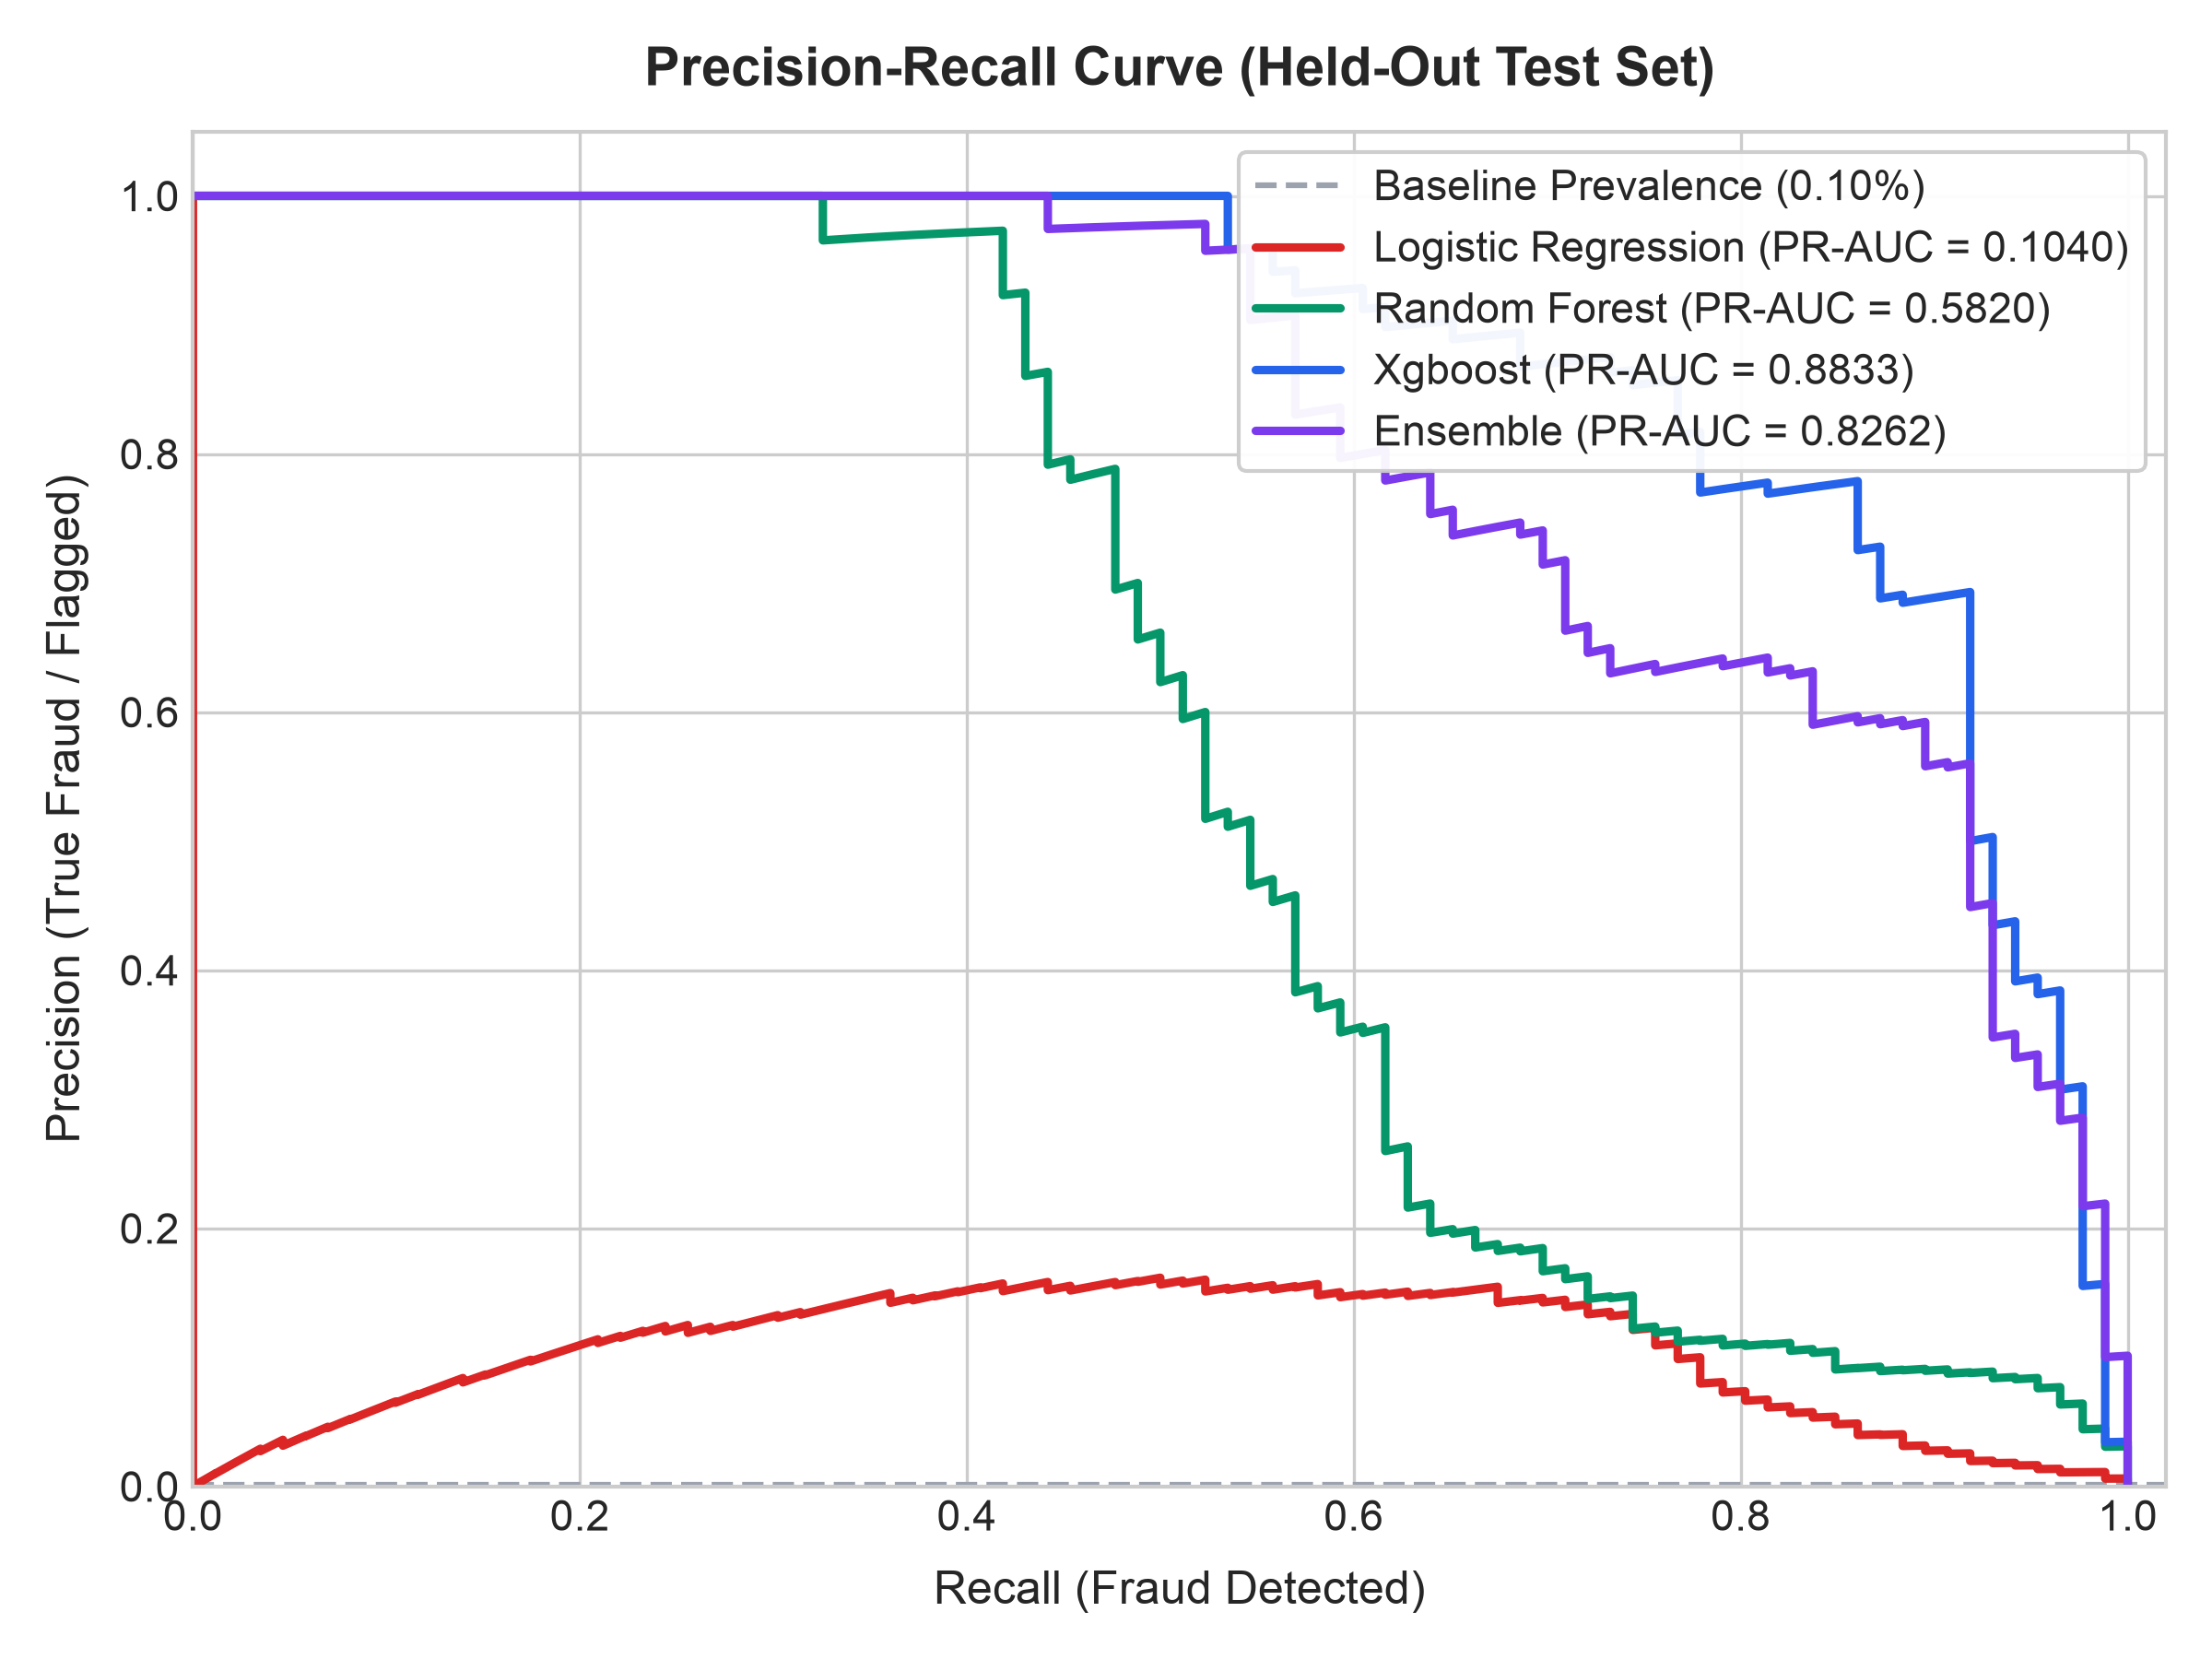 Precision-Recall Curve (Held-Out Test Set)
Baseline Prevalence (0.10%)
Logistic Regression (PR-AUC = 0.1040)
Random Forest (PR-AUC = 0.5820)
Xgboost (PR-AUC = 0.8833)
Ensemble (PR-AUC = 0.8262)
Precision (True Fraud / Flagged)
1.0
0.8
0.6
0.4
0.2
0.0
0.0 0.2 0.4 0.6 0.8 1.0
Recall (Fraud Detected)